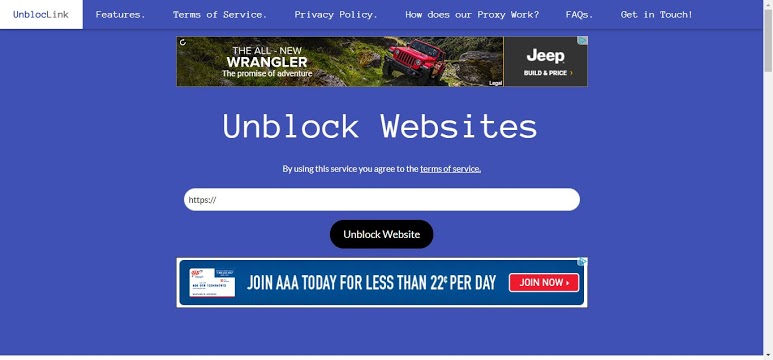 UnblocLink
Features.
Terms of Service.
Privacy Policy.
How does our Proxy Work?
FAQs.
Get in Touch!
THE ALL - NEW
WRANGLER
The promise of adventure
Legal
Jeep
BUILD & PRICE ›
Unblock Websites
By using this service you agree to the terms of service.
https://
Unblock Website
JOIN AAA TODAY FOR LESS THAN 22¢ PER DAY
JOIN NOW